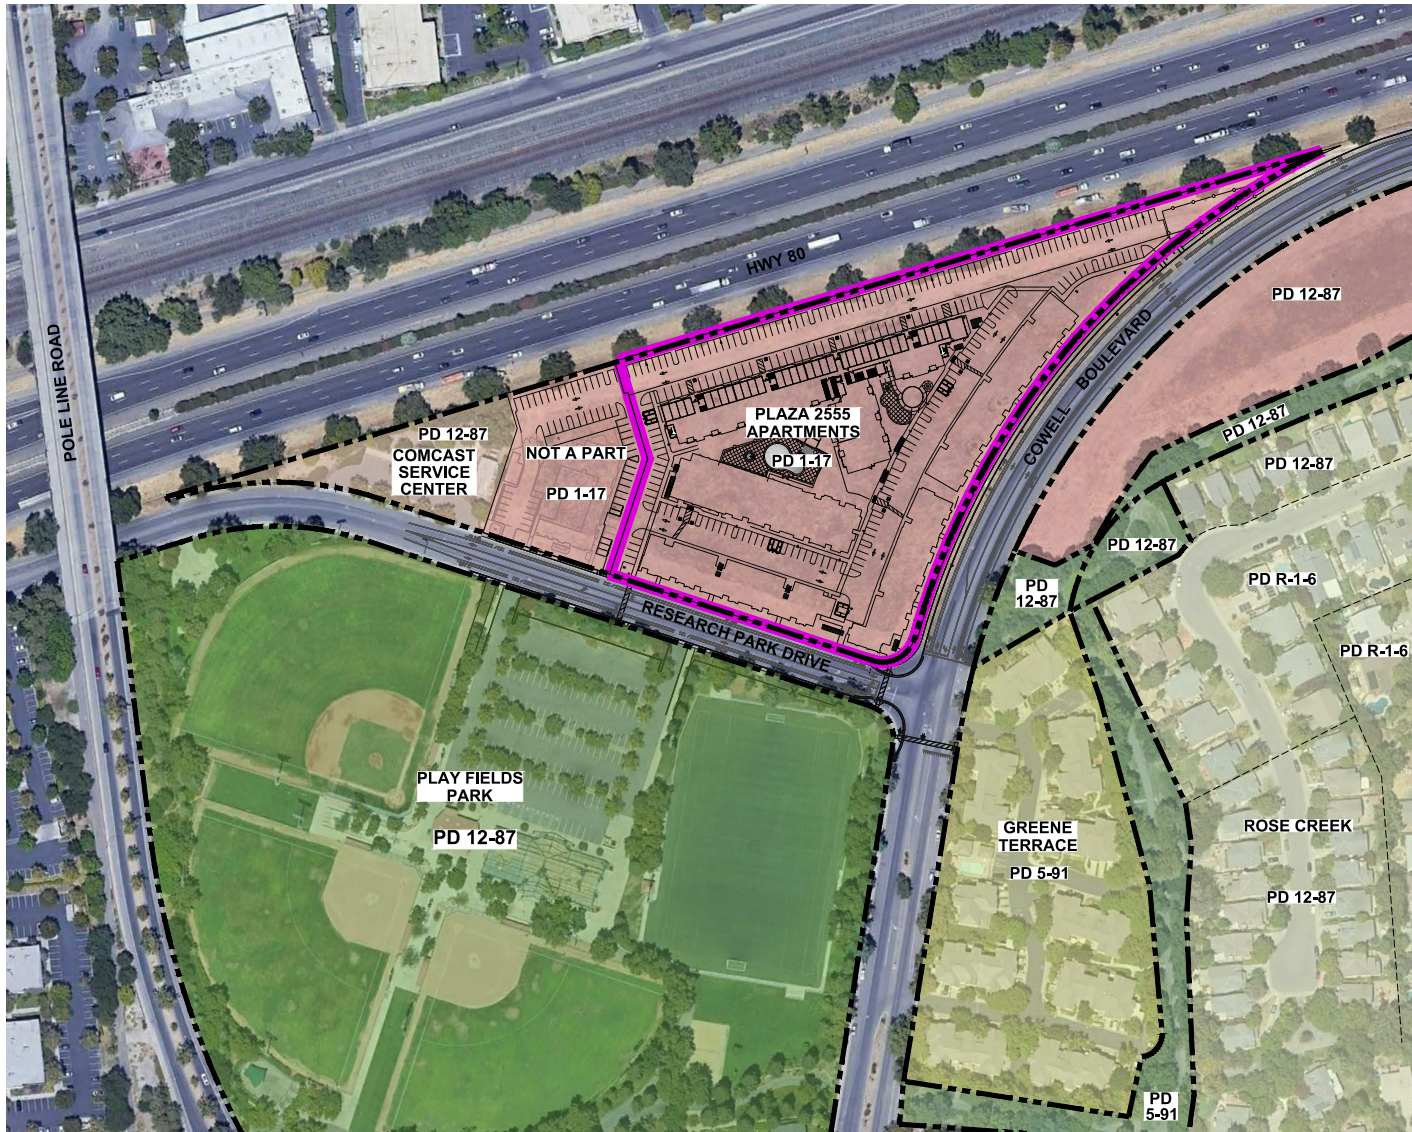 HWY 80
PD 12-87
POLE LINE ROAD
COWELL BOULEVARD
PLAZA 2555
APARTMENTS
PD 1-17
PD 12-87
COMCAST
SERVICE
CENTER
NOT A PART
PD 1-17
PD 12-87
PD 12-87
PD 12-87
PD
12-87
PD R-1-6
PD R-1-6
RESEARCH PARK DRIVE
PLAY FIELDS
PARK
PD 12-87
GREENE
TERRACE
PD 5-91
ROSE CREEK
PD 12-87
PD
5-91